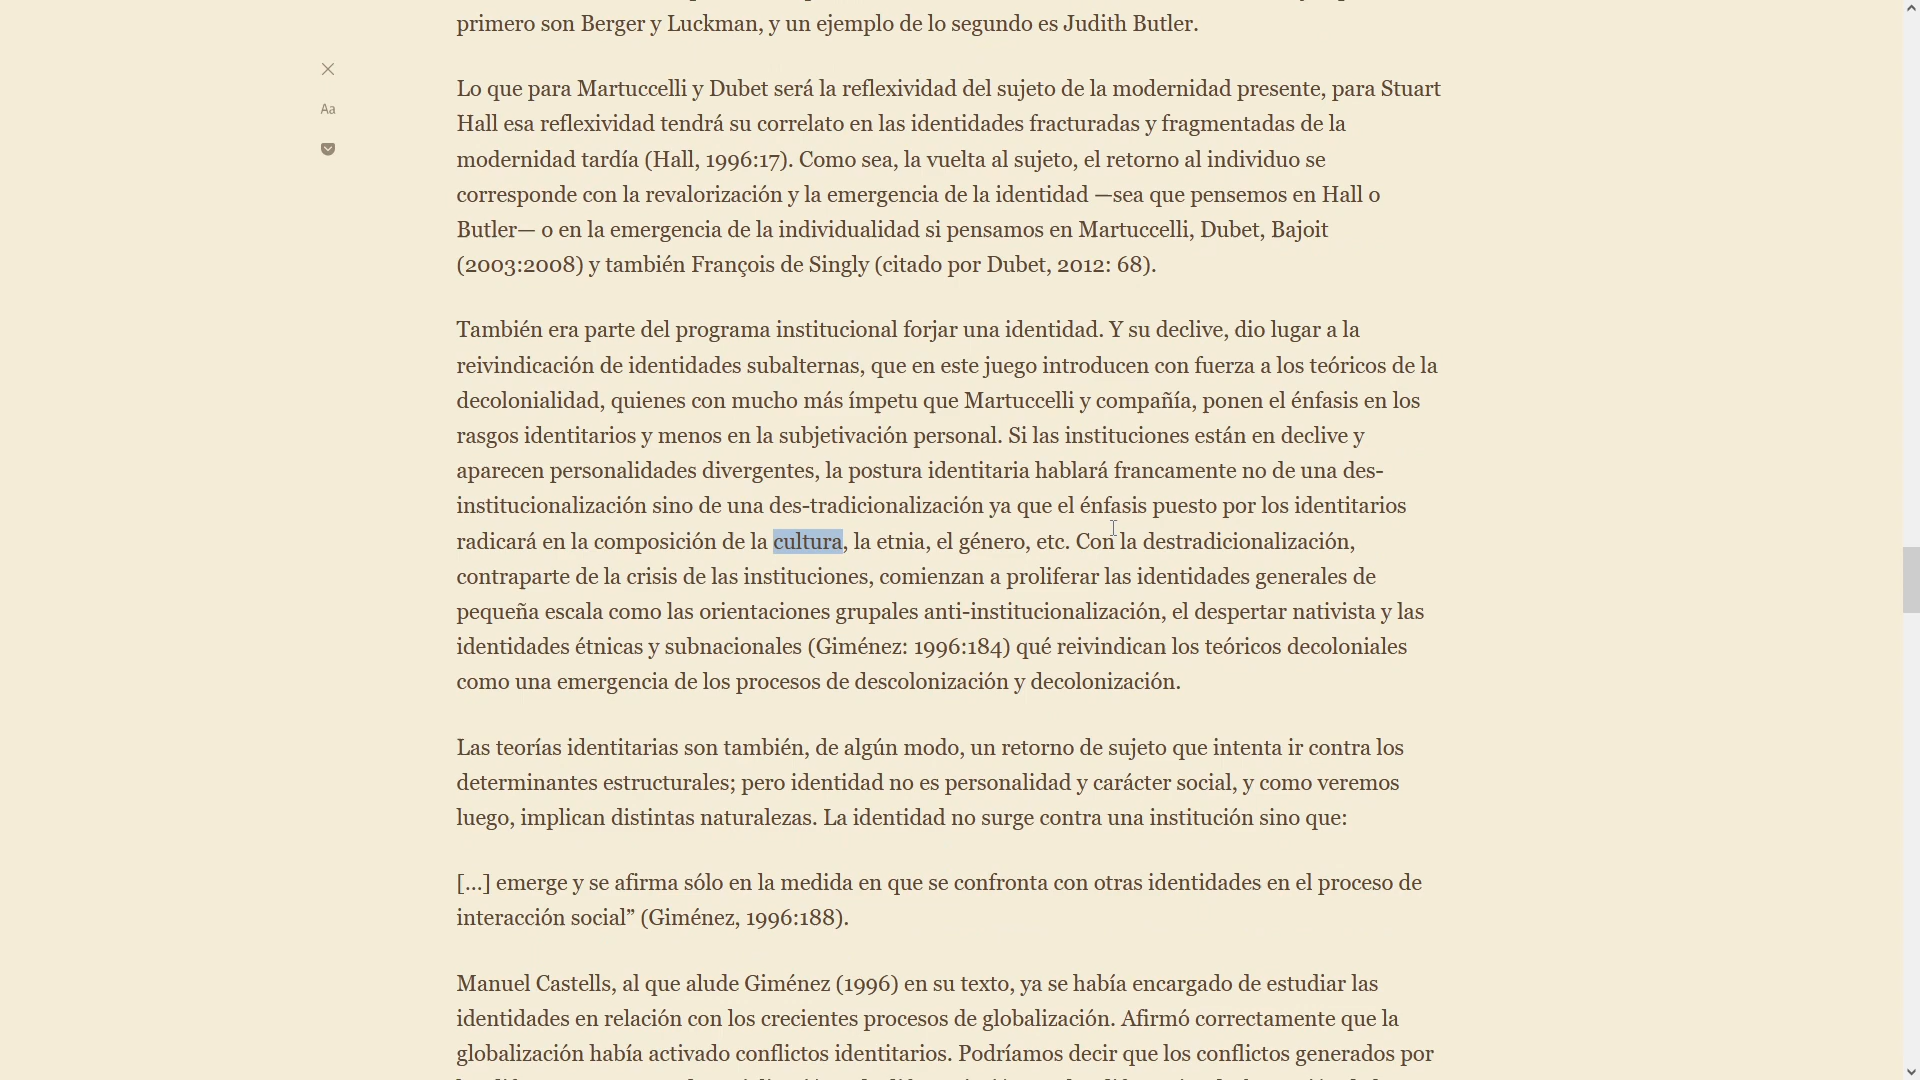 primero son Berger y Luckman, y un ejemplo de lo segundo es Judith Butler.
Lo que para Martuccelli y Dubet será la reflexividad del sujeto de la modernidad presente, para Stuart
Hall esa reflexividad tendrá su correlato en las identidades fracturadas y fragmentadas de la
modernidad tardía (Hall, 1996:17). Como sea, la vuelta al sujeto, el retorno al individuo se
corresponde con la revalorización y la emergencia de la identidad —sea que pensemos en Hall o
Butler— o en la emergencia de la individualidad si pensamos en Martuccelli, Dubet, Bajoit
(2003:2008) y también François de Singly (citado por Dubet, 2012: 68).
También era parte del programa institucional forjar una identidad. Y su declive, dio lugar a la
reivindicación de identidades subalternas, que en este juego introducen con fuerza a los teóricos de la
decolonialidad, quienes con mucho más ímpetu que Martuccelli y compañía, ponen el énfasis en los
rasgos identitarios y menos en la subjetivación personal. Si las instituciones están en declive y
aparecen personalidades divergentes, la postura identitaria hablará francamente no de una des-
institucionalización sino de una des-tradicionalización ya que el énfasis puesto por los identitarios
radicará en la composición de la cultura, la etnia, el género, etc. Con la destradicionalización,
contraparte de la crisis de las instituciones, comienzan a proliferar las identidades generales de
pequeña escala como las orientaciones grupales anti-institucionalización, el despertar nativista y las
identidades étnicas y subnacionales (Giménez: 1996:184) qué reivindican los teóricos decoloniales
como una emergencia de los procesos de descolonización y decolonización.
Las teorías identitarias son también, de algún modo, un retorno de sujeto que intenta ir contra los
determinantes estructurales; pero identidad no es personalidad y carácter social, y como veremos
luego, implican distintas naturalezas. La identidad no surge contra una institución sino que:
[...] emerge y se afirma sólo en la medida en que se confronta con otras identidades en el proceso de
interacción social” (Giménez, 1996:188).
Manuel Castells, al que alude Giménez (1996) en su texto, ya se había encargado de estudiar las
identidades en relación con los crecientes procesos de globalización. Afirmó correctamente que la
globalización había activado conflictos identitarios. Podríamos decir que los conflictos generados por
Aa